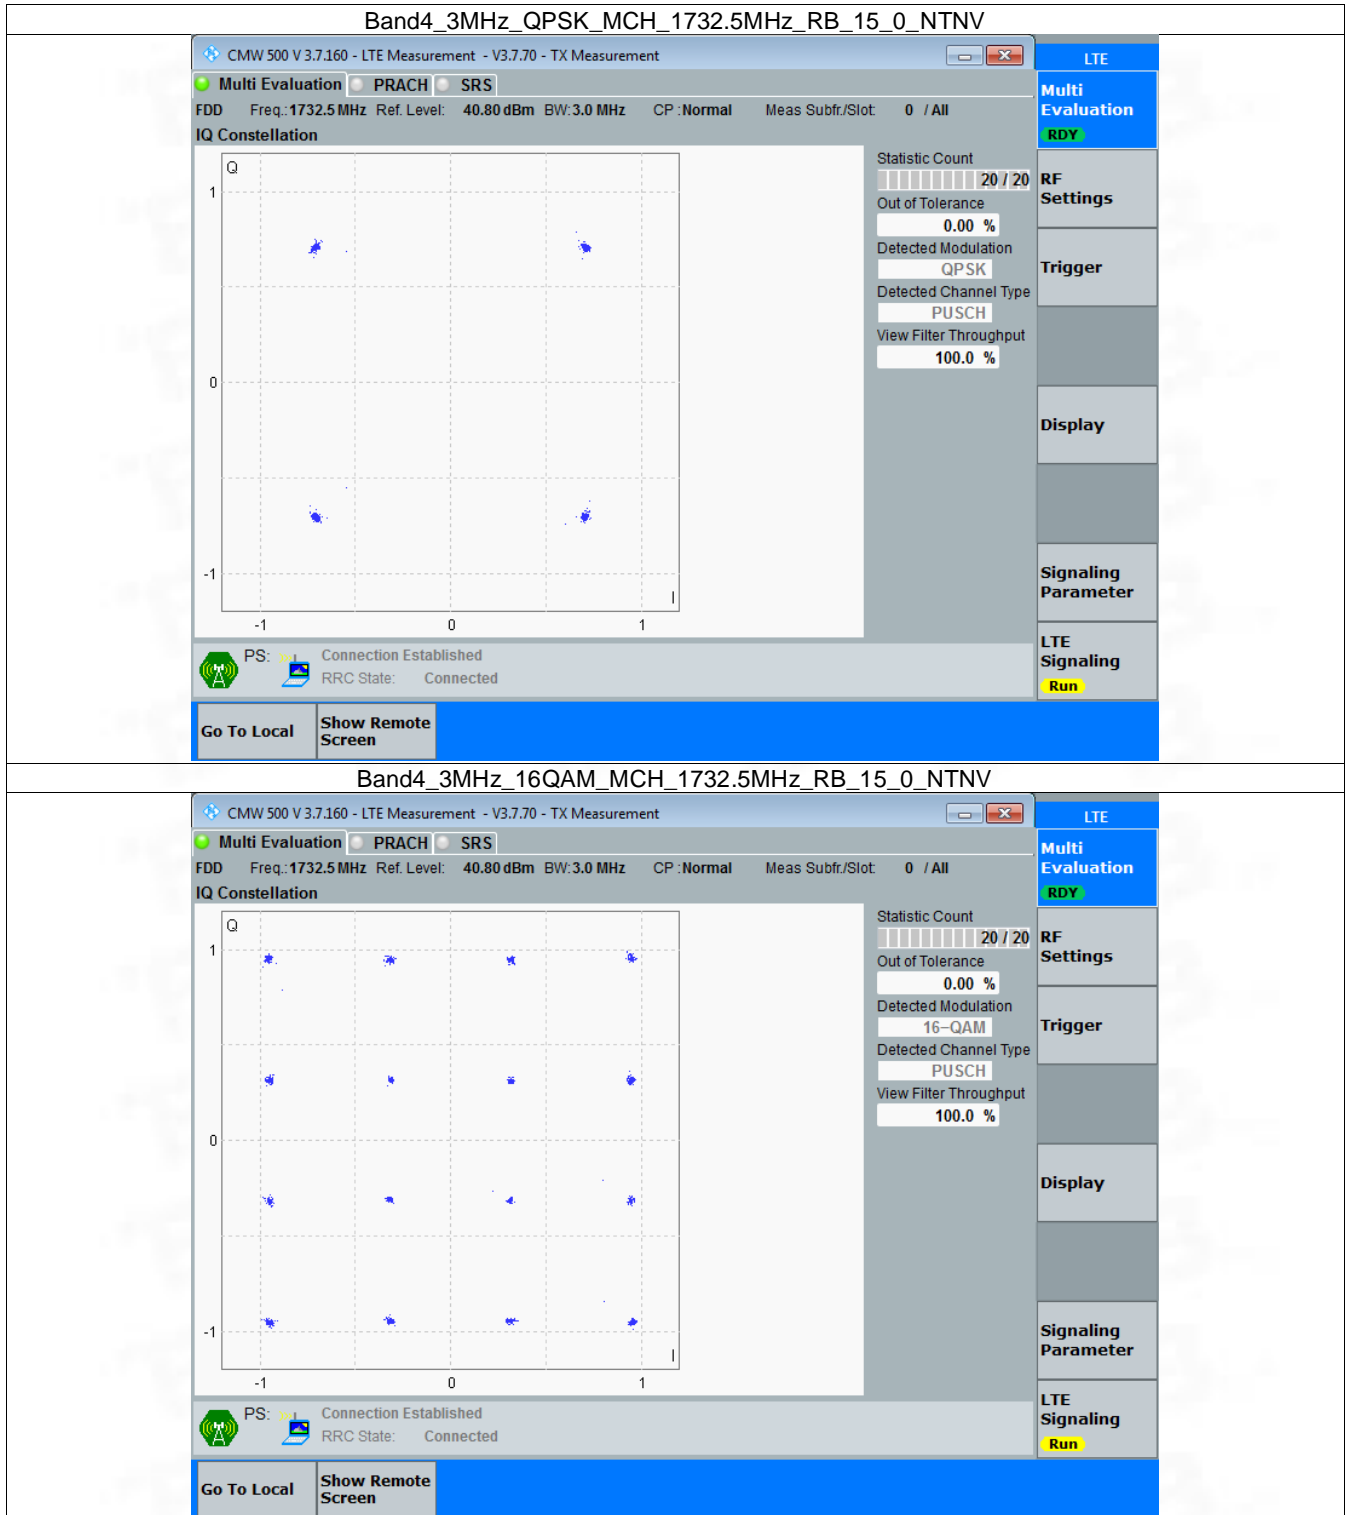 Band4_3MHz_QPSK_MCH_1732.5MHz_RB_15_0_NTNV
CMW 500 V 3.7.160 - LTE Measurement - V3.7.70 - TX Measurement
LTE
Multi Evaluation PRACH SRS
Multi
Evaluation
RDY
FDD Freq.: 1732.5 MHz Ref. Level: 40.80 dBm BW: 3.0 MHz CP : Normal Meas Subfr./Slot: 0 / All
IQ Constellation
Q
1
0
-1
-1 0 1
I
Statistic Count
20 / 20
Out of Tolerance
0.00 %
Detected Modulation
QPSK
Detected Channel Type
PUSCH
View Filter Throughput
100.0 %
RF
Settings
Trigger
Display
Signaling
Parameter
LTE
Signaling
Run
PS: Connection Established
RRC State: Connected
Go To Local
Show Remote
Screen
Band4_3MHz_16QAM_MCH_1732.5MHz_RB_15_0_NTNV
CMW 500 V 3.7.160 - LTE Measurement - V3.7.70 - TX Measurement
LTE
Multi Evaluation PRACH SRS
Multi
Evaluation
RDY
FDD Freq.: 1732.5 MHz Ref. Level: 40.80 dBm BW: 3.0 MHz CP : Normal Meas Subfr./Slot: 0 / All
IQ Constellation
Q
1
0
-1
-1 0 1
I
Statistic Count
20 / 20
Out of Tolerance
0.00 %
Detected Modulation
16-QAM
Detected Channel Type
PUSCH
View Filter Throughput
100.0 %
RF
Settings
Trigger
Display
Signaling
Parameter
LTE
Signaling
Run
PS: Connection Established
RRC State: Connected
Go To Local
Show Remote
Screen